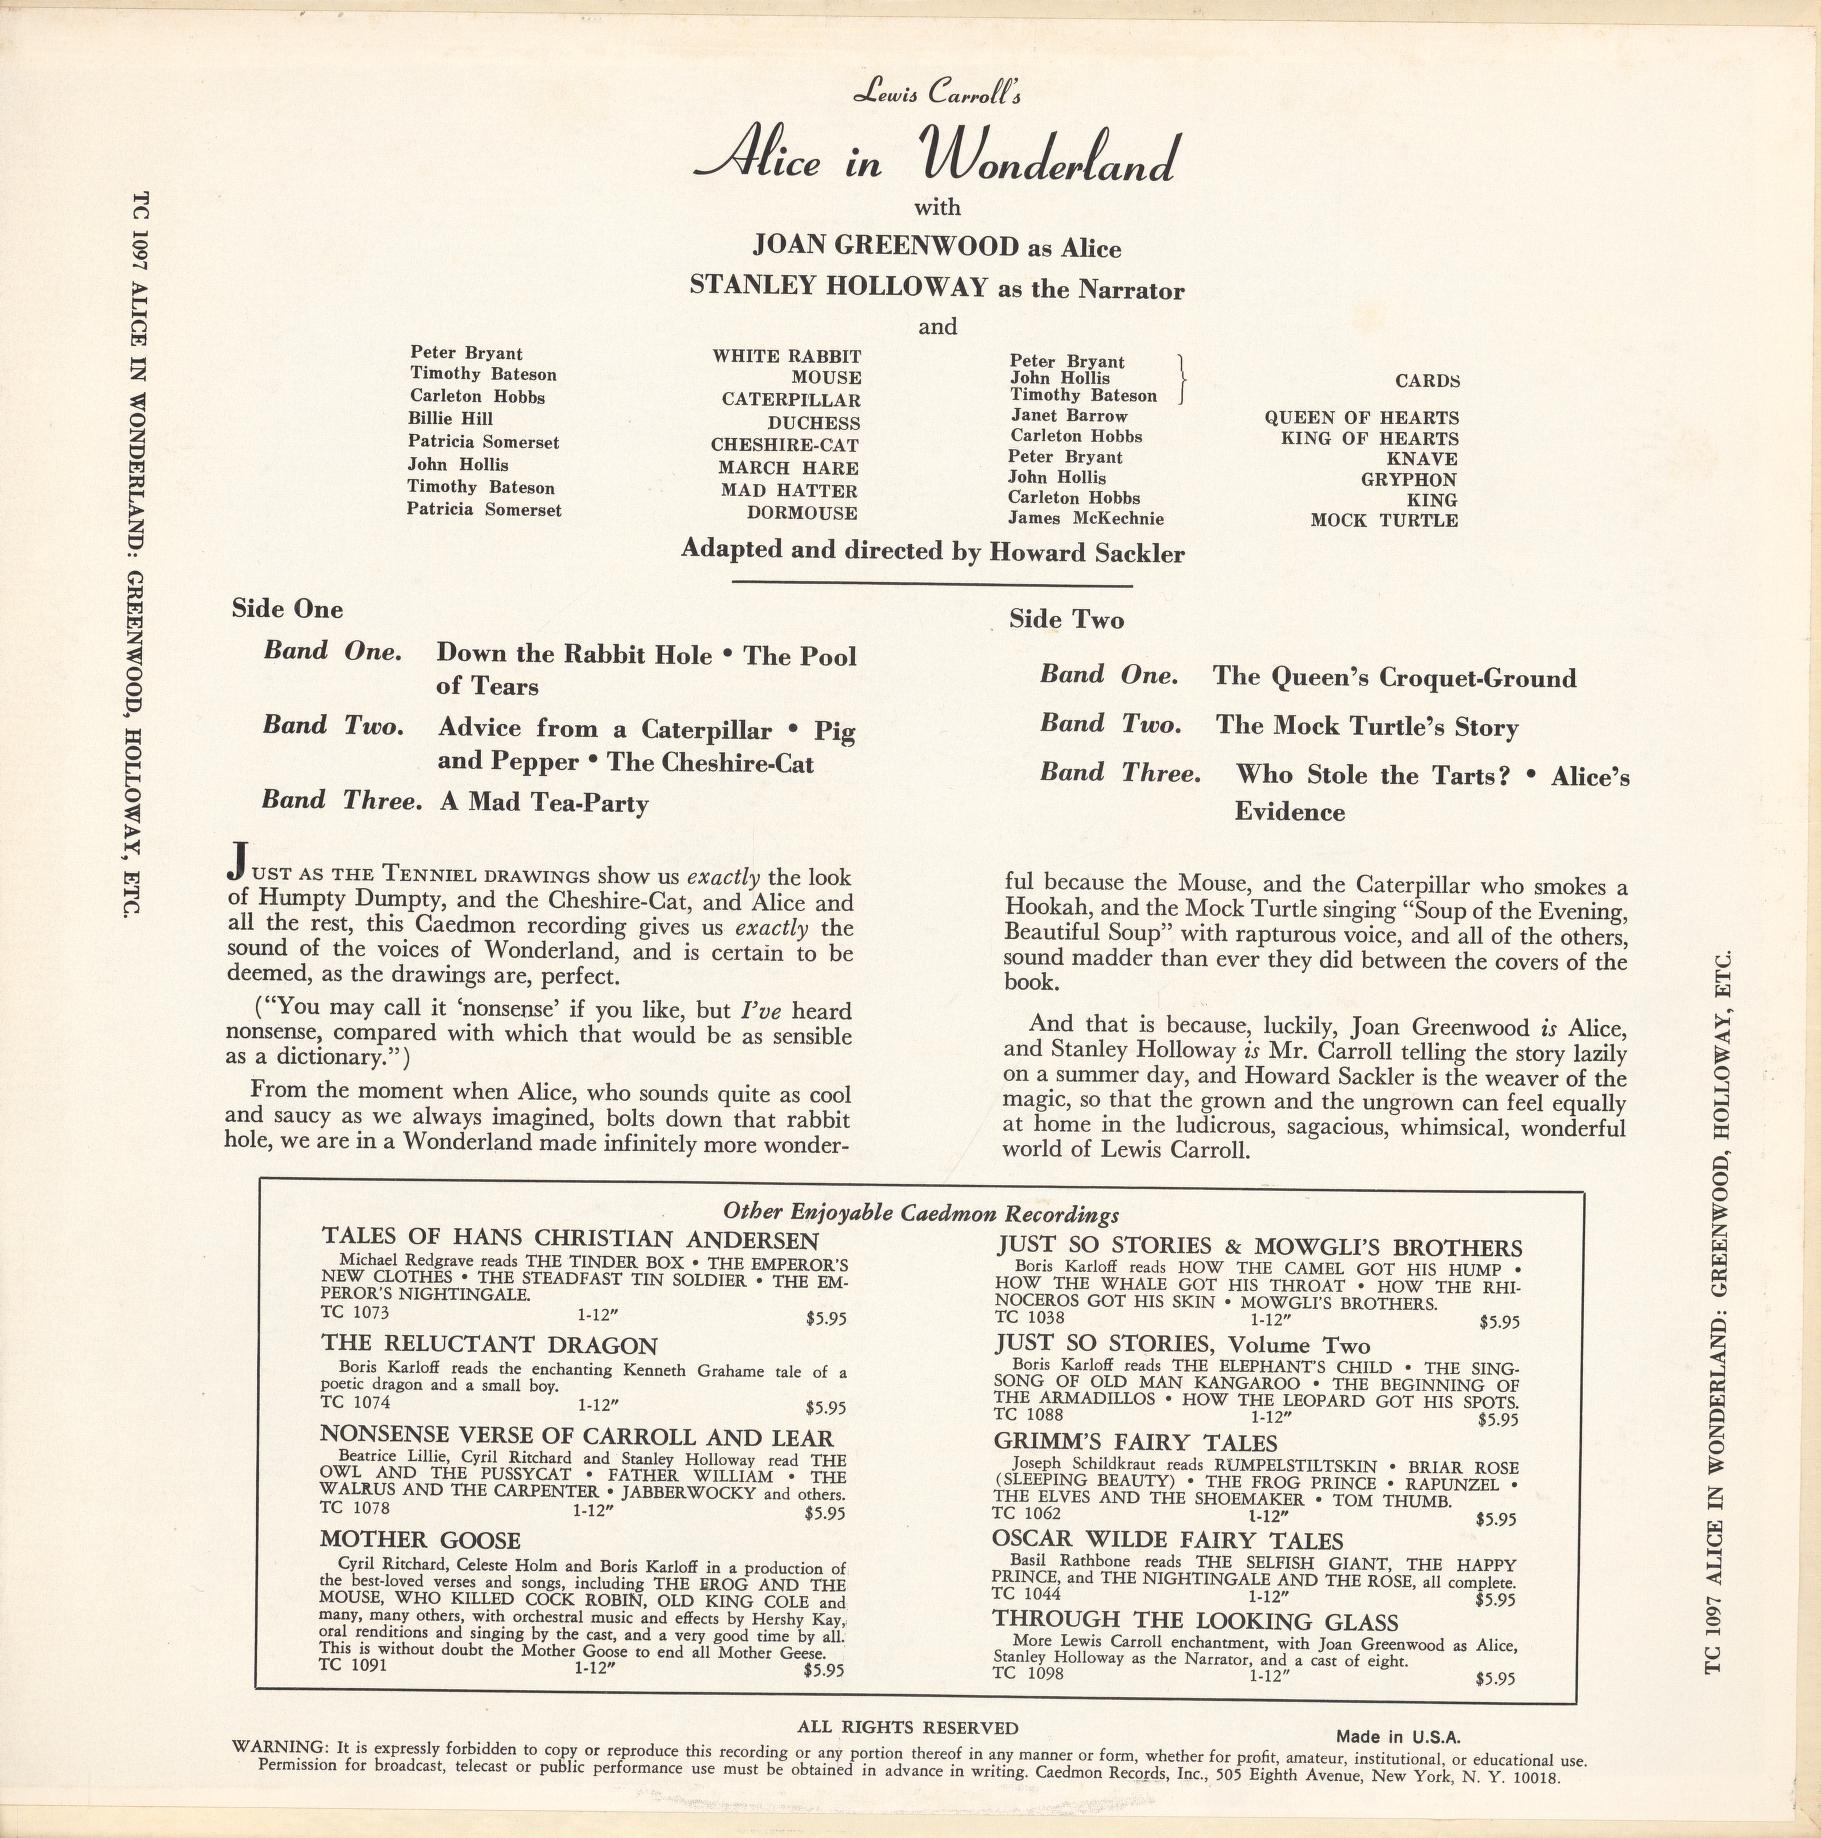 Lewis Carroll's
Alice in Wonderland
with
JOAN GREENWOOD as Alice
STANLEY HOLLOWAY as the Narrator
and
Peter Bryant WHITE RABBIT
Timothy Bateson MOUSE
Carleton Hobbs CATERPILLAR
Billie Hill DUCHESS
Patricia Somerset CHESHIRE-CAT
John Hollis MARCH HARE
Timothy Bateson MAD HATTER
Patricia Somerset DORMOUSE
Peter Bryant
John Hollis CARDS
Timothy Bateson
Janet Barrow QUEEN OF HEARTS
Carleton Hobbs KING OF HEARTS
Peter Bryant KNAVE
John Hollis GRYPHON
Carleton Hobbs KING
James McKechnie MOCK TURTLE
Adapted and directed by Howard Sackler
Side One
Band One. Down the Rabbit Hole • The Pool
of Tears
Band Two. Advice from a Caterpillar • Pig
and Pepper • The Cheshire-Cat
Band Three. A Mad Tea-Party
Side Two
Band One. The Queen's Croquet-Ground
Band Two. The Mock Turtle's Story
Band Three. Who Stole the Tarts? • Alice's
Evidence
JUST AS THE TENNIEL DRAWINGS show us exactly the look
of Humpty Dumpty, and the Cheshire-Cat, and Alice and
all the rest, this Caedmon recording gives us exactly the
sound of the voices of Wonderland, and is certain to be
deemed, as the drawings are, perfect.
("You may call it 'nonsense' if you like, but I've heard
nonsense, compared with which that would be as sensible
as a dictionary.")
From the moment when Alice, who sounds quite as cool
and saucy as we always imagined, bolts down that rabbit
hole, we are in a Wonderland made infinitely more wonder-
ful because the Mouse, and the Caterpillar who smokes a
Hookah, and the Mock Turtle singing "Soup of the Evening,
Beautiful Soup" with rapturous voice, and all of the others,
sound madder than ever they did between the covers of the
book.
And that is because, luckily, Joan Greenwood is Alice,
and Stanley Holloway is Mr. Carroll telling the story lazily
on a summer day, and Howard Sackler is the weaver of the
magic, so that the grown and the ungrown can feel equally
at home in the ludicrous, sagacious, whimsical, wonderful
world of Lewis Carroll.
Other Enjoyable Caedmon Recordings
TALES OF HANS CHRISTIAN ANDERSEN
Michael Redgrave reads THE TINDER BOX • THE EMPEROR'S
NEW CLOTHES • THE STEADFAST TIN SOLDIER • THE EM-
PEROR'S NIGHTINGALE.
TC 1073 1-12" $5.95
THE RELUCTANT DRAGON
Boris Karloff reads the enchanting Kenneth Grahame tale of a
poetic dragon and a small boy.
TC 1074 1-12" $5.95
NONSENSE VERSE OF CARROLL AND LEAR
Beatrice Lillie, Cyril Ritchard and Stanley Holloway read THE
OWL AND THE PUSSYCAT • FATHER WILLIAM • THE
WALRUS AND THE CARPENTER • JABBERWOCKY and others.
TC 1078 1-12" $5.95
MOTHER GOOSE
Cyril Ritchard, Celeste Holm and Boris Karloff in a production of
the best-loved verses and songs, including THE FROG AND THE
MOUSE, WHO KILLED COCK ROBIN, OLD KING COLE and
many, many others, with orchestral music and effects by Hershy Kay,
oral renditions and singing by the cast, and a very good time by all.
This is without doubt the Mother Goose to end all Mother Geese.
TC 1091 1-12" $5.95
JUST SO STORIES & MOWGLI'S BROTHERS
Boris Karloff reads HOW THE CAMEL GOT HIS HUMP •
HOW THE WHALE GOT HIS THROAT • HOW THE RHI-
NOCEROS GOT HIS SKIN • MOWGLI'S BROTHERS.
TC 1038 1-12" $5.95
JUST SO STORIES, Volume Two
Boris Karloff reads THE ELEPHANT'S CHILD • THE SING-
SONG OF OLD MAN KANGAROO • THE BEGINNING OF
THE ARMADILLOS • HOW THE LEOPARD GOT HIS SPOTS.
TC 1088 1-12" $5.95
GRIMM'S FAIRY TALES
Joseph Schildkraut reads RUMPELSTILTSKIN • BRIAR ROSE
(SLEEPING BEAUTY) • THE FROG PRINCE • RAPUNZEL •
THE ELVES AND THE SHOEMAKER • TOM THUMB.
TC 1062 1-12" $5.95
OSCAR WILDE FAIRY TALES
Basil Rathbone reads THE SELFISH GIANT, THE HAPPY
PRINCE, and THE NIGHTINGALE AND THE ROSE, all complete.
TC 1044 1-12" $5.95
THROUGH THE LOOKING GLASS
More Lewis Carroll enchantment, with Joan Greenwood as Alice,
Stanley Holloway as the Narrator, and a cast of eight.
TC 1098 1-12" $5.95
ALL RIGHTS RESERVED
Made in U.S.A.
WARNING: It is expressly forbidden to copy or reproduce this recording or any portion thereof in any manner or form, whether for profit, amateur, institutional, or educational use.
Permission for broadcast, telecast or public performance use must be obtained in advance in writing. Caedmon Records, Inc., 505 Eighth Avenue, New York, N. Y. 10018.
TC 1097 ALICE IN WONDERLAND: GREENWOOD, HOLLOWAY, ETC.
TC 1097 ALICE IN WONDERLAND: GREENWOOD, HOLLOWAY, ETC.